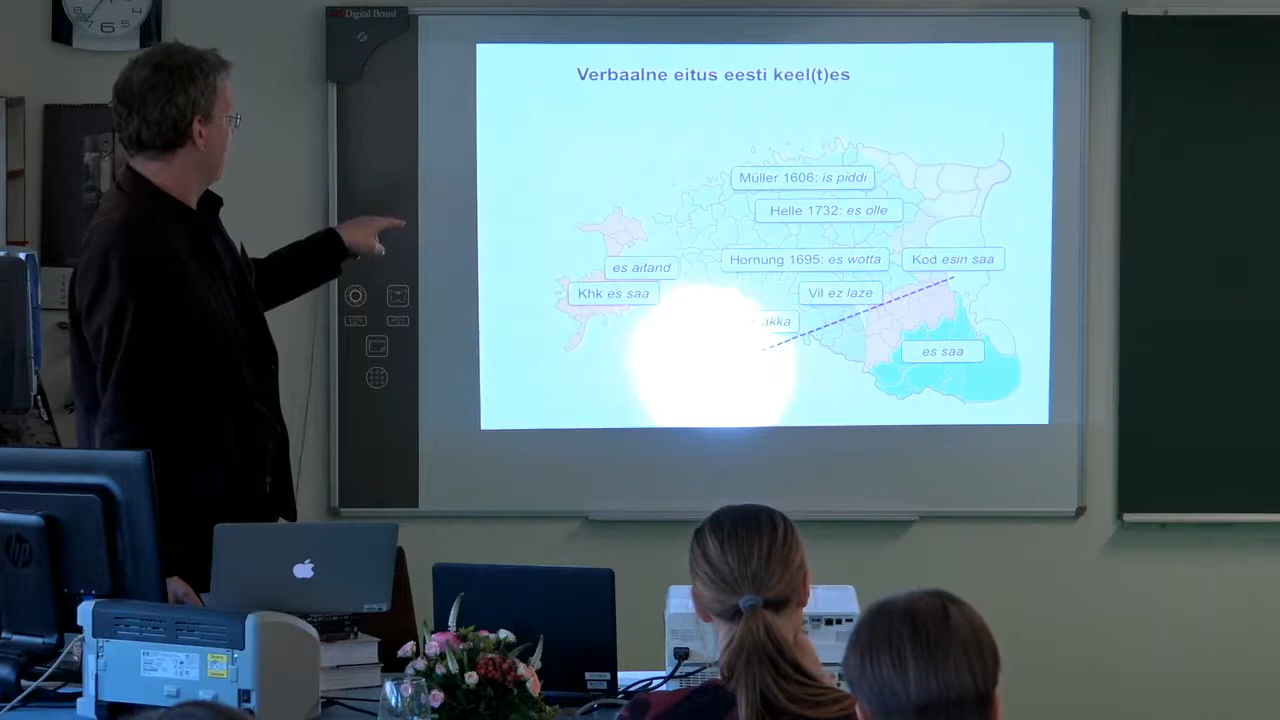 Digital Board
Verbaalne eitus eesti keel(t)es
Müller 1606: is piddi
Helle 1732: es olle
Hornung 1695: es wotta
Kod esin saa
es aitand
Khk es saa
Vil ez laze
es saa
hp